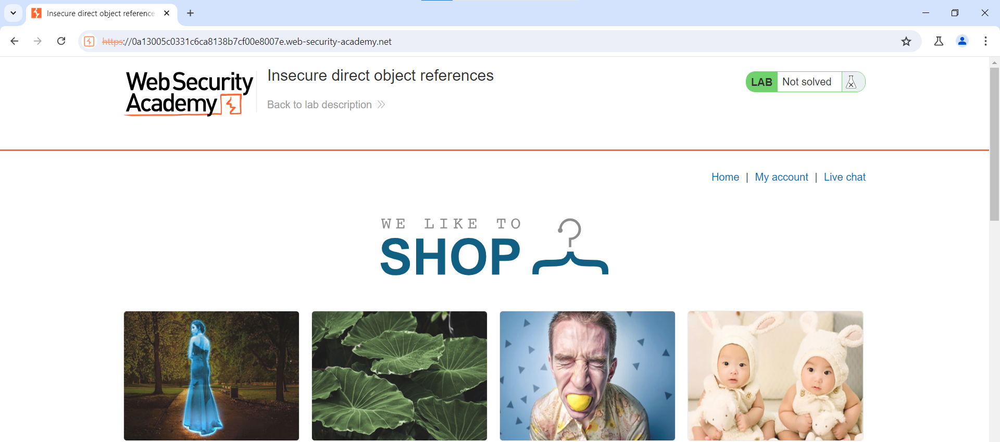 Insecure direct object reference
https://0a13005c0331c6ca8138b7cf00e8007e.web-security-academy.net
Web Security
Academy
Insecure direct object references
Back to lab description
LAB Not solved
Home | My account | Live chat
WE LIKE TO
SHOP